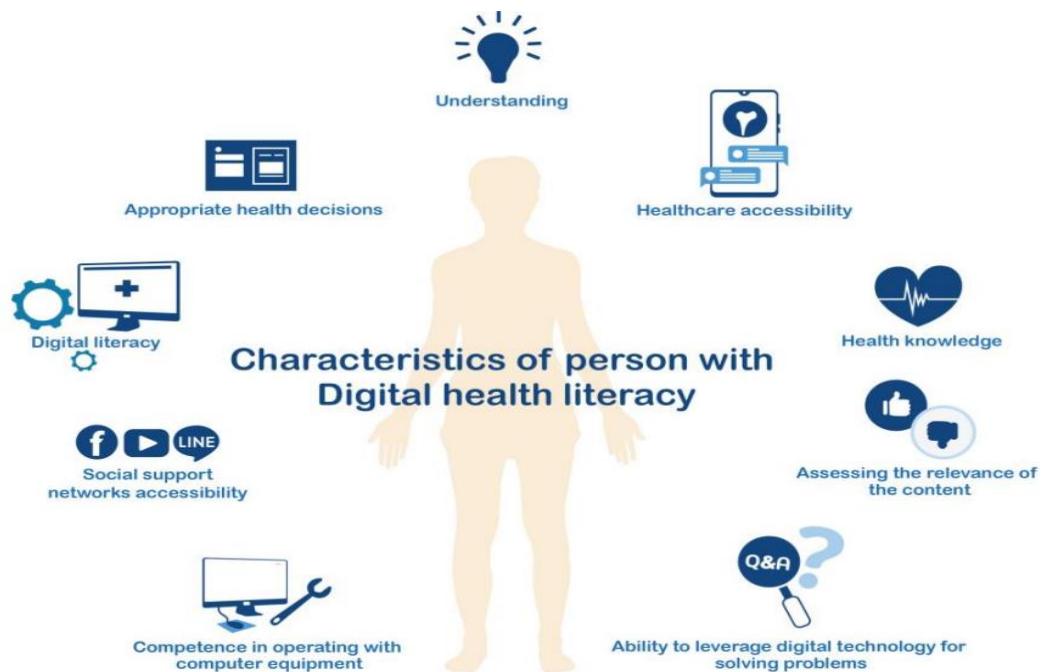 Understanding
Appropriate health decisions
Healthcare accessibility
Digital literacy
Health knowledge
Characteristics of person with
Digital health literacy
f
LINE
Social support
networks accessibility
Assessing the relevance of
the content
Q&A
Competence in operating with
computer equipment
Ability to leverage digital technology for
solving problems